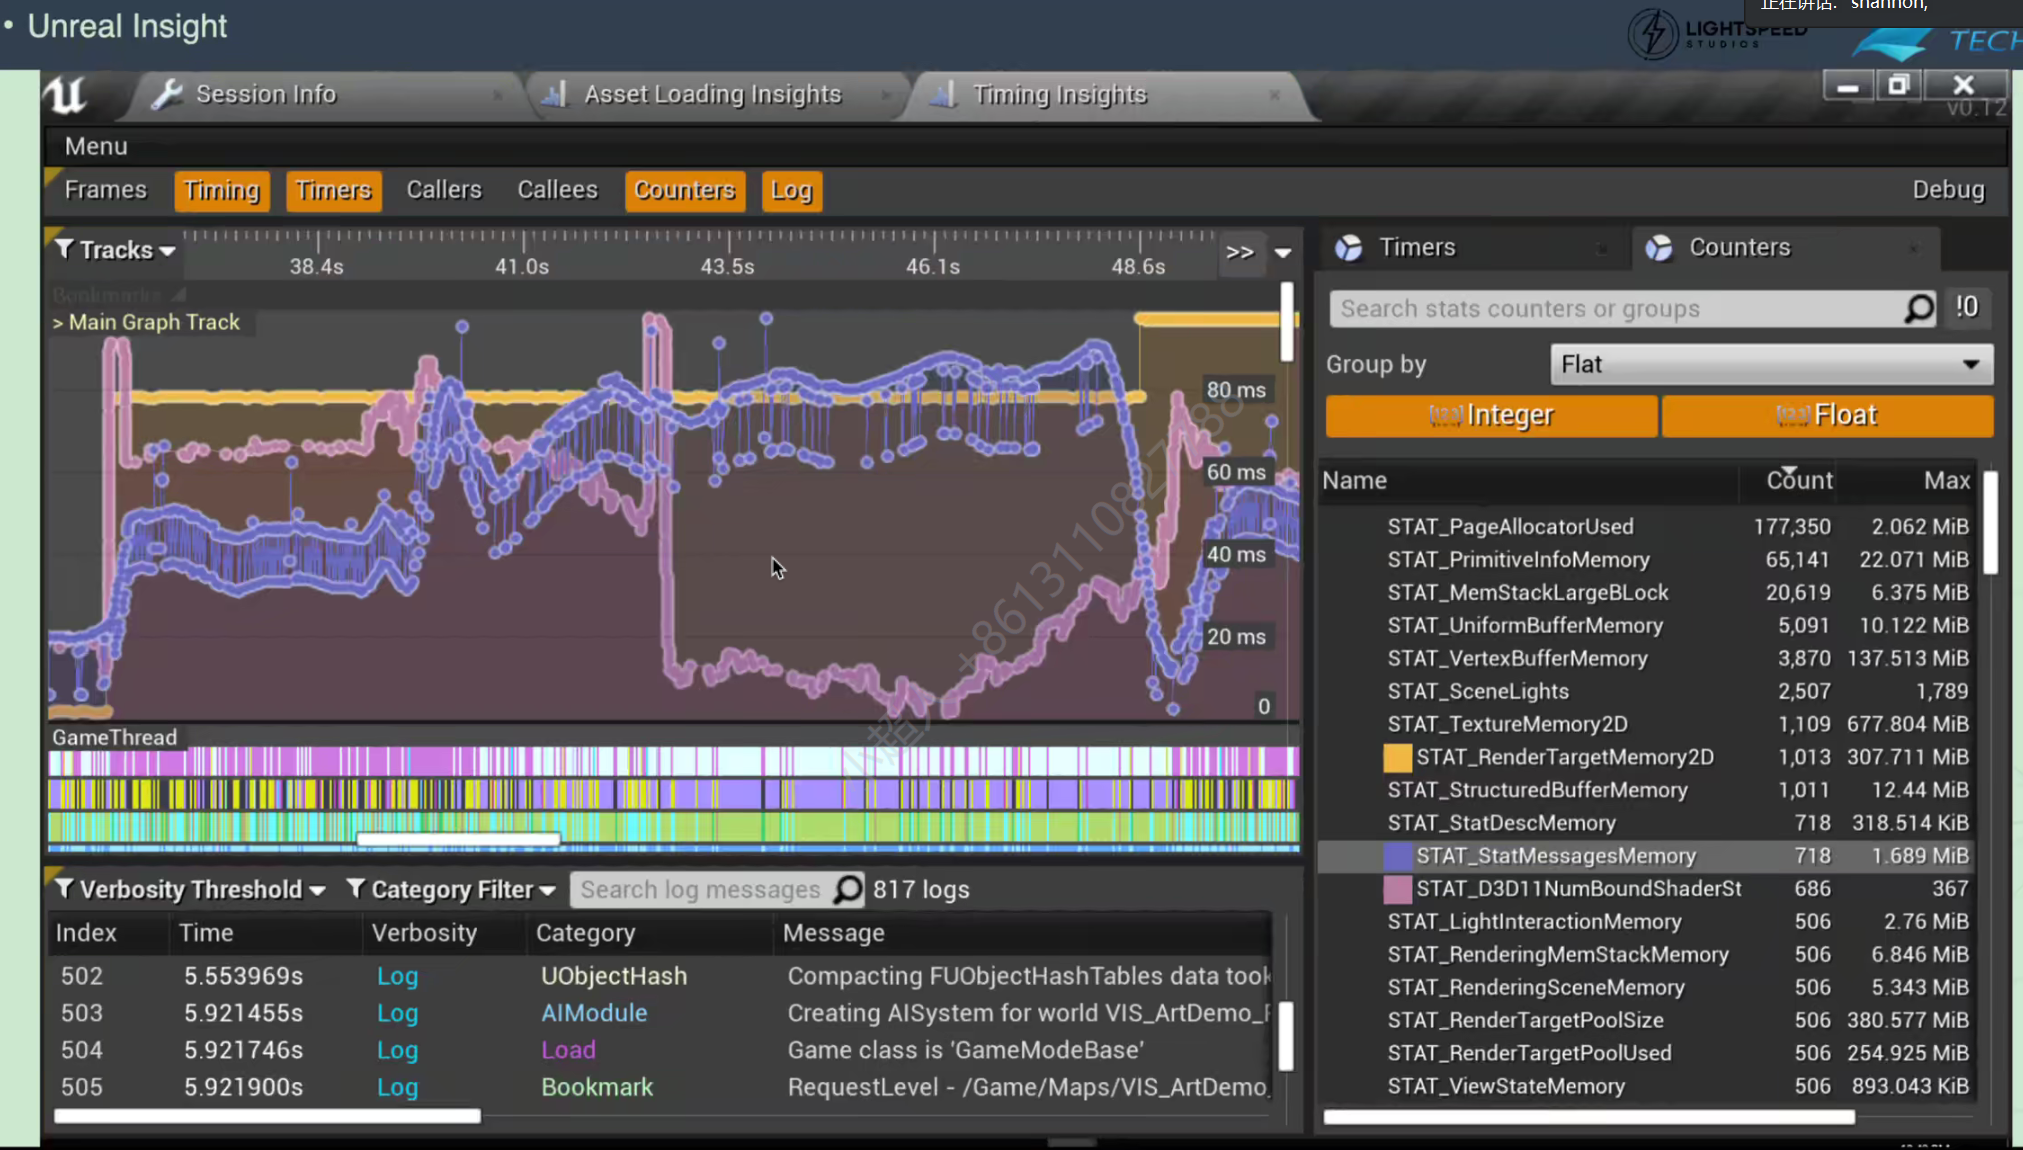 • Unreal Insight
正在讲话: shannon,
LIGHTSPEED
STUDIOS
TECH
Session Info
Asset Loading Insights
Timing Insights
v0.12
Menu
Frames Timing Timers Callers Callees Counters Log Debug
Tracks
38.4s 41.0s 43.5s 46.1s 48.6s >>
Bookmarks
> Main Graph Track
80 ms
60 ms
40 ms
20 ms
0
GameThread
Verbosity Threshold Category Filter Search log messages 817 logs
Index Time Verbosity Category Message
502 5.553969s Log UObjectHash Compacting FUObjectHashTables data took
503 5.921455s Log AIModule Creating AISystem for world VIS_ArtDemo_
504 5.921746s Log Load Game class is 'GameModeBase'
505 5.921900s Log Bookmark RequestLevel - /Game/Maps/VIS_ArtDemo_
Timers Counters
Search stats counters or groups !0
Group by Flat
Integer Float
Name Count Max
STAT_PageAllocatorUsed 177,350 2.062 MiB
STAT_PrimitiveInfoMemory 65,141 22.071 MiB
STAT_MemStackLargeBLock 20,619 6.375 MiB
STAT_UniformBufferMemory 5,091 10.122 MiB
STAT_VertexBufferMemory 3,870 137.513 MiB
STAT_SceneLights 2,507 1,789
STAT_TextureMemory2D 1,109 677.804 MiB
STAT_RenderTargetMemory2D 1,013 307.711 MiB
STAT_StructuredBufferMemory 1,011 12.44 MiB
STAT_StatDescMemory 718 318.514 KiB
STAT_StatMessagesMemory 718 1.689 MiB
STAT_D3D11NumBoundShaderSt 686 367
STAT_LightInteractionMemory 506 2.76 MiB
STAT_RenderingMemStackMemory 506 6.846 MiB
STAT_RenderingSceneMemory 506 5.343 MiB
STAT_RenderTargetPoolSize 506 380.577 MiB
STAT_RenderTargetPoolUsed 506 254.925 MiB
STAT_ViewStateMemory 506 893.043 KiB